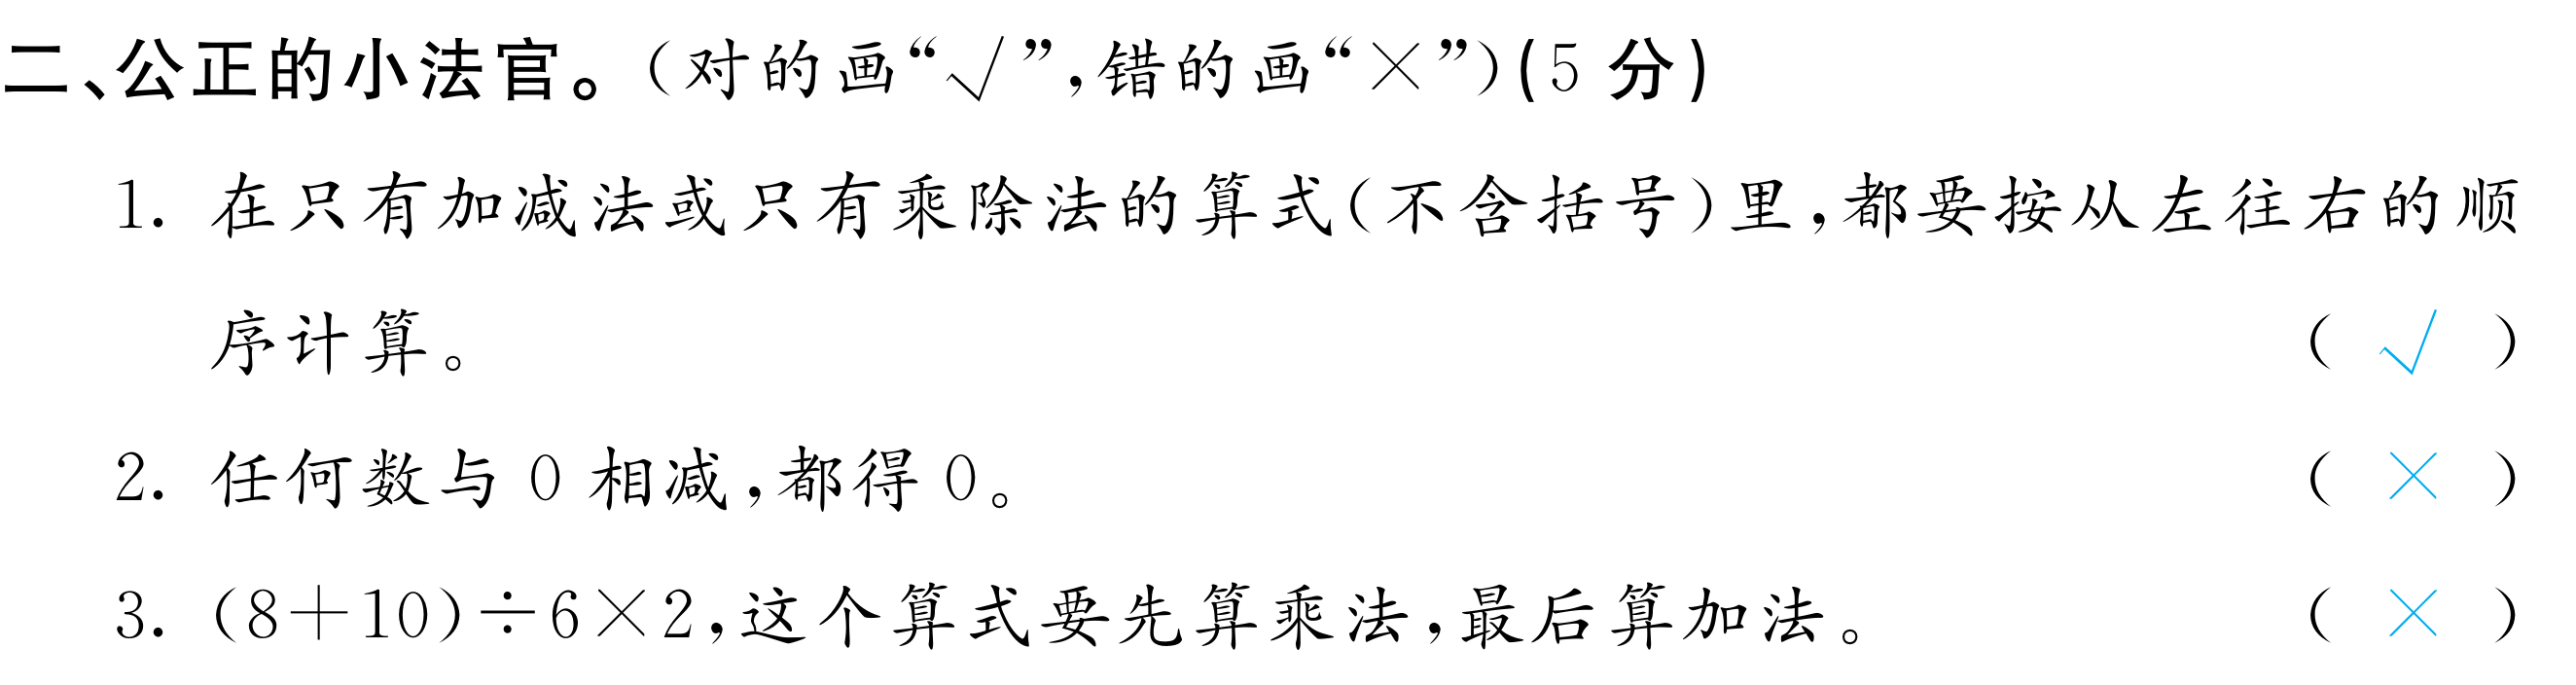 二、公正的小法官。(对的画“√”,错的画“×”)(5 分)
1. 在只有加减法或只有乘除法的算式(不含括号)里,都要按从左往右的顺
序计算。 ( √ )
2. 任何数与 0 相减,都得 0。 ( × )
3. (8+10)÷6×2,这个算式要先算乘法,最后算加法。 ( × )